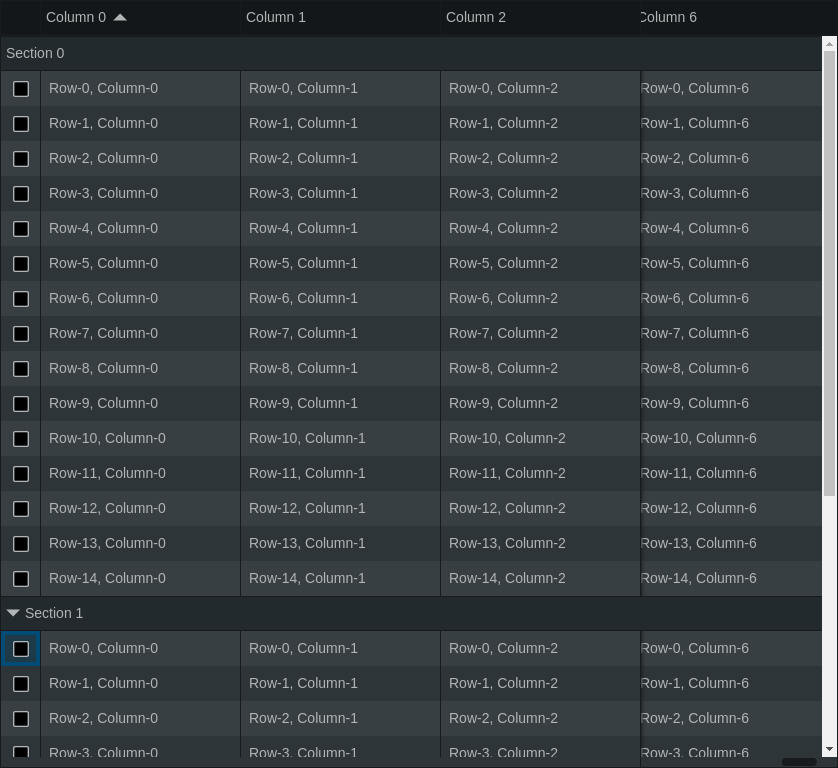 Column 0 Column 1 Column 2 Column 6
Section 0
Row-0, Column-0 Row-0, Column-1 Row-0, Column-2 Row-0, Column-6
Row-1, Column-0 Row-1, Column-1 Row-1, Column-2 Row-1, Column-6
Row-2, Column-0 Row-2, Column-1 Row-2, Column-2 Row-2, Column-6
Row-3, Column-0 Row-3, Column-1 Row-3, Column-2 Row-3, Column-6
Row-4, Column-0 Row-4, Column-1 Row-4, Column-2 Row-4, Column-6
Row-5, Column-0 Row-5, Column-1 Row-5, Column-2 Row-5, Column-6
Row-6, Column-0 Row-6, Column-1 Row-6, Column-2 Row-6, Column-6
Row-7, Column-0 Row-7, Column-1 Row-7, Column-2 Row-7, Column-6
Row-8, Column-0 Row-8, Column-1 Row-8, Column-2 Row-8, Column-6
Row-9, Column-0 Row-9, Column-1 Row-9, Column-2 Row-9, Column-6
Row-10, Column-0 Row-10, Column-1 Row-10, Column-2 Row-10, Column-6
Row-11, Column-0 Row-11, Column-1 Row-11, Column-2 Row-11, Column-6
Row-12, Column-0 Row-12, Column-1 Row-12, Column-2 Row-12, Column-6
Row-13, Column-0 Row-13, Column-1 Row-13, Column-2 Row-13, Column-6
Row-14, Column-0 Row-14, Column-1 Row-14, Column-2 Row-14, Column-6
Section 1
Row-0, Column-0 Row-0, Column-1 Row-0, Column-2 Row-0, Column-6
Row-1, Column-0 Row-1, Column-1 Row-1, Column-2 Row-1, Column-6
Row-2, Column-0 Row-2, Column-1 Row-2, Column-2 Row-2, Column-6
Row-3, Column-0 Row-3, Column-1 Row-3, Column-2 Row-3, Column-6